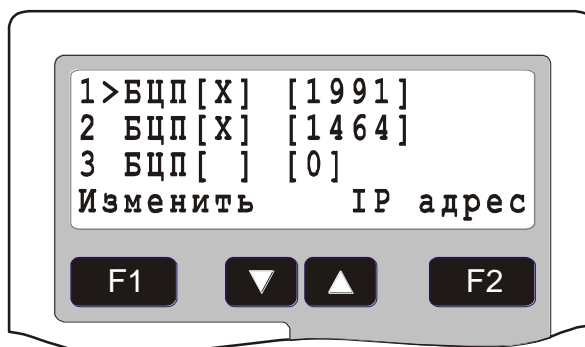 1>БЦП[X] [1991]
2 БЦП[X] [1464]
3 БЦП[ ] [0]
Изменить IP адрес
F1 ▼ ▲ F2